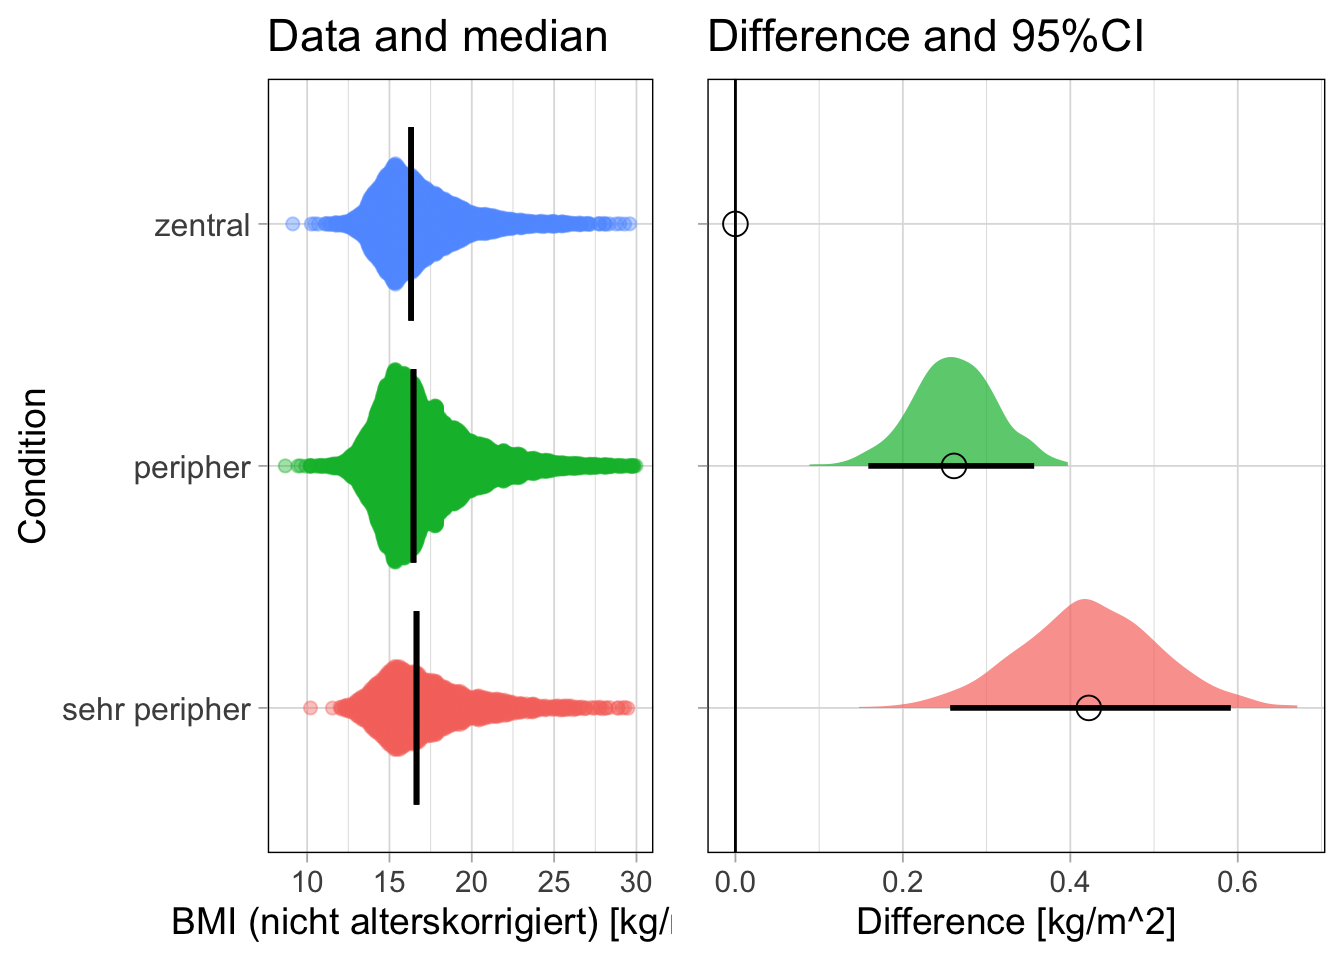 Data and median
Difference and 95%CI
Condition
zentral
peripher
sehr peripher
10 15 20 25 30
0.0 0.2 0.4 0.6
BMI (nicht alterskorrigiert) [kg/
Difference [kg/m^2]